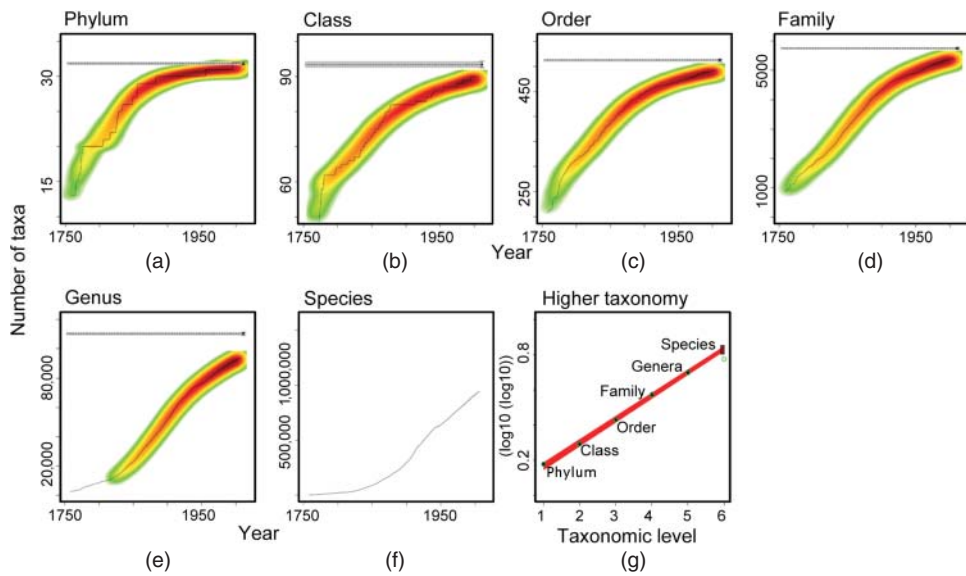 Phylum
Class
Order
Family
30
15
1750
1950
(a)
90
60
1750
1950
(b)
450
250
1750
1950
(c)
5000
1000
1750
1950
(d)
Number of taxa
Year
Genus
Species
Higher taxonomy
80,000
20,000
1750
1950
(e)
1,000,000
500,000
1750
1950
(f)
(log10 (log10))
0.8
0.2
Species
Genera
Family
Order
Class
Phylum
1 2 3 4 5 6
Taxonomic level
(g)
Year